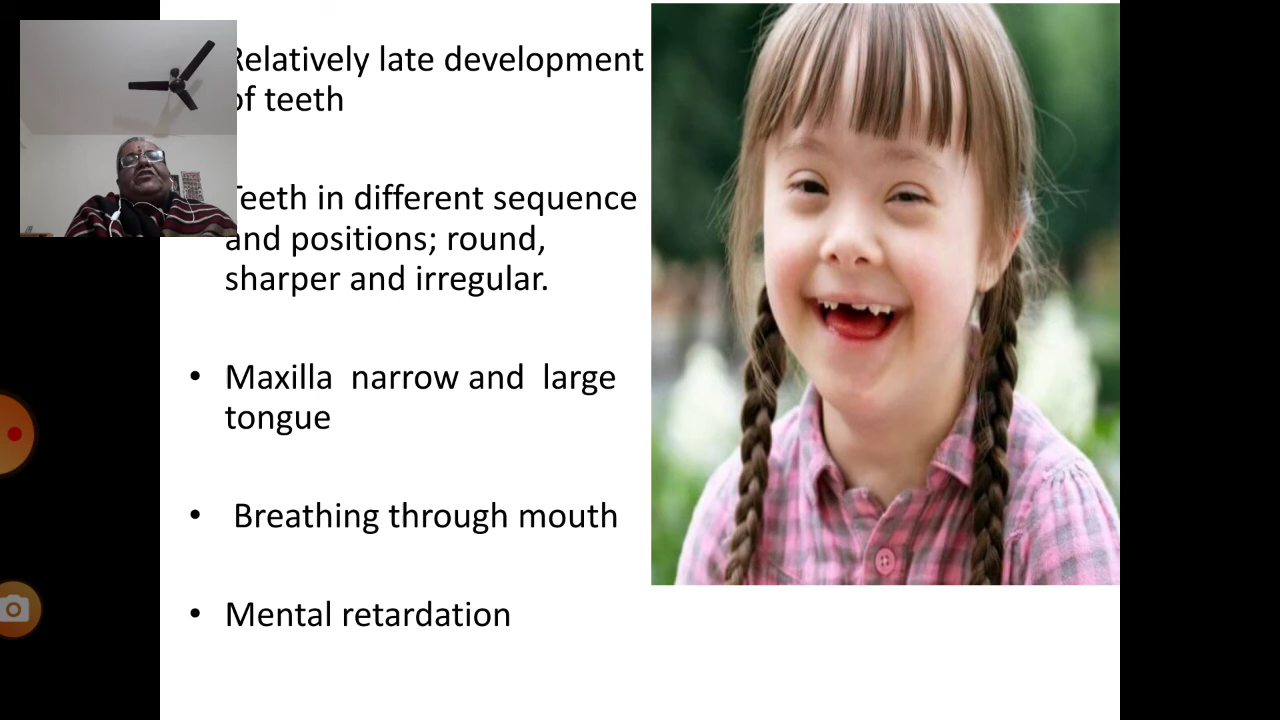 Relatively late development
of teeth
Teeth in different sequence
and positions; round,
sharper and irregular.
• Maxilla narrow and large
tongue
• Breathing through mouth
• Mental retardation